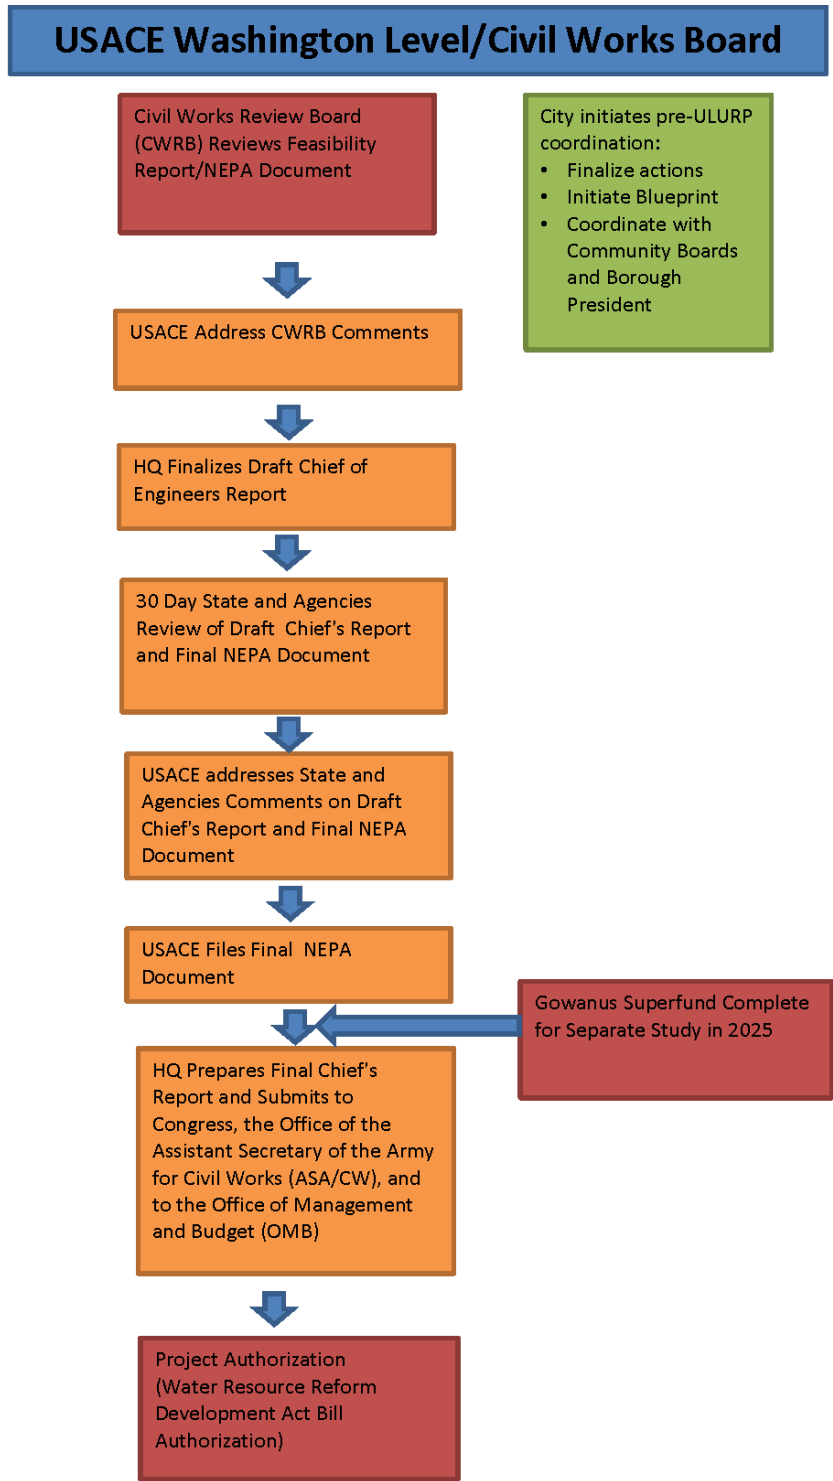 USACE Washington Level/Civil Works Board
Civil Works Review Board
(CWRB) Reviews Feasibility
Report/NEPA Document
City initiates pre-ULURP
coordination:
• Finalize actions
• Initiate Blueprint
• Coordinate with
Community Boards
and Borough
President
USACE Address CWRB Comments
HQ Finalizes Draft Chief of
Engineers Report
30 Day State and Agencies
Review of Draft Chief's Report
and Final NEPA Document
USACE addresses State and
Agencies Comments on Draft
Chief's Report and Final NEPA
Document
USACE Files Final NEPA
Document
Gowanus Superfund Complete
for Separate Study in 2025
HQ Prepares Final Chief's
Report and Submits to
Congress, the Office of the
Assistant Secretary of the Army
for Civil Works (ASA/CW), and
to the Office of Management
and Budget (OMB)
Project Authorization
(Water Resource Reform
Development Act Bill
Authorization)